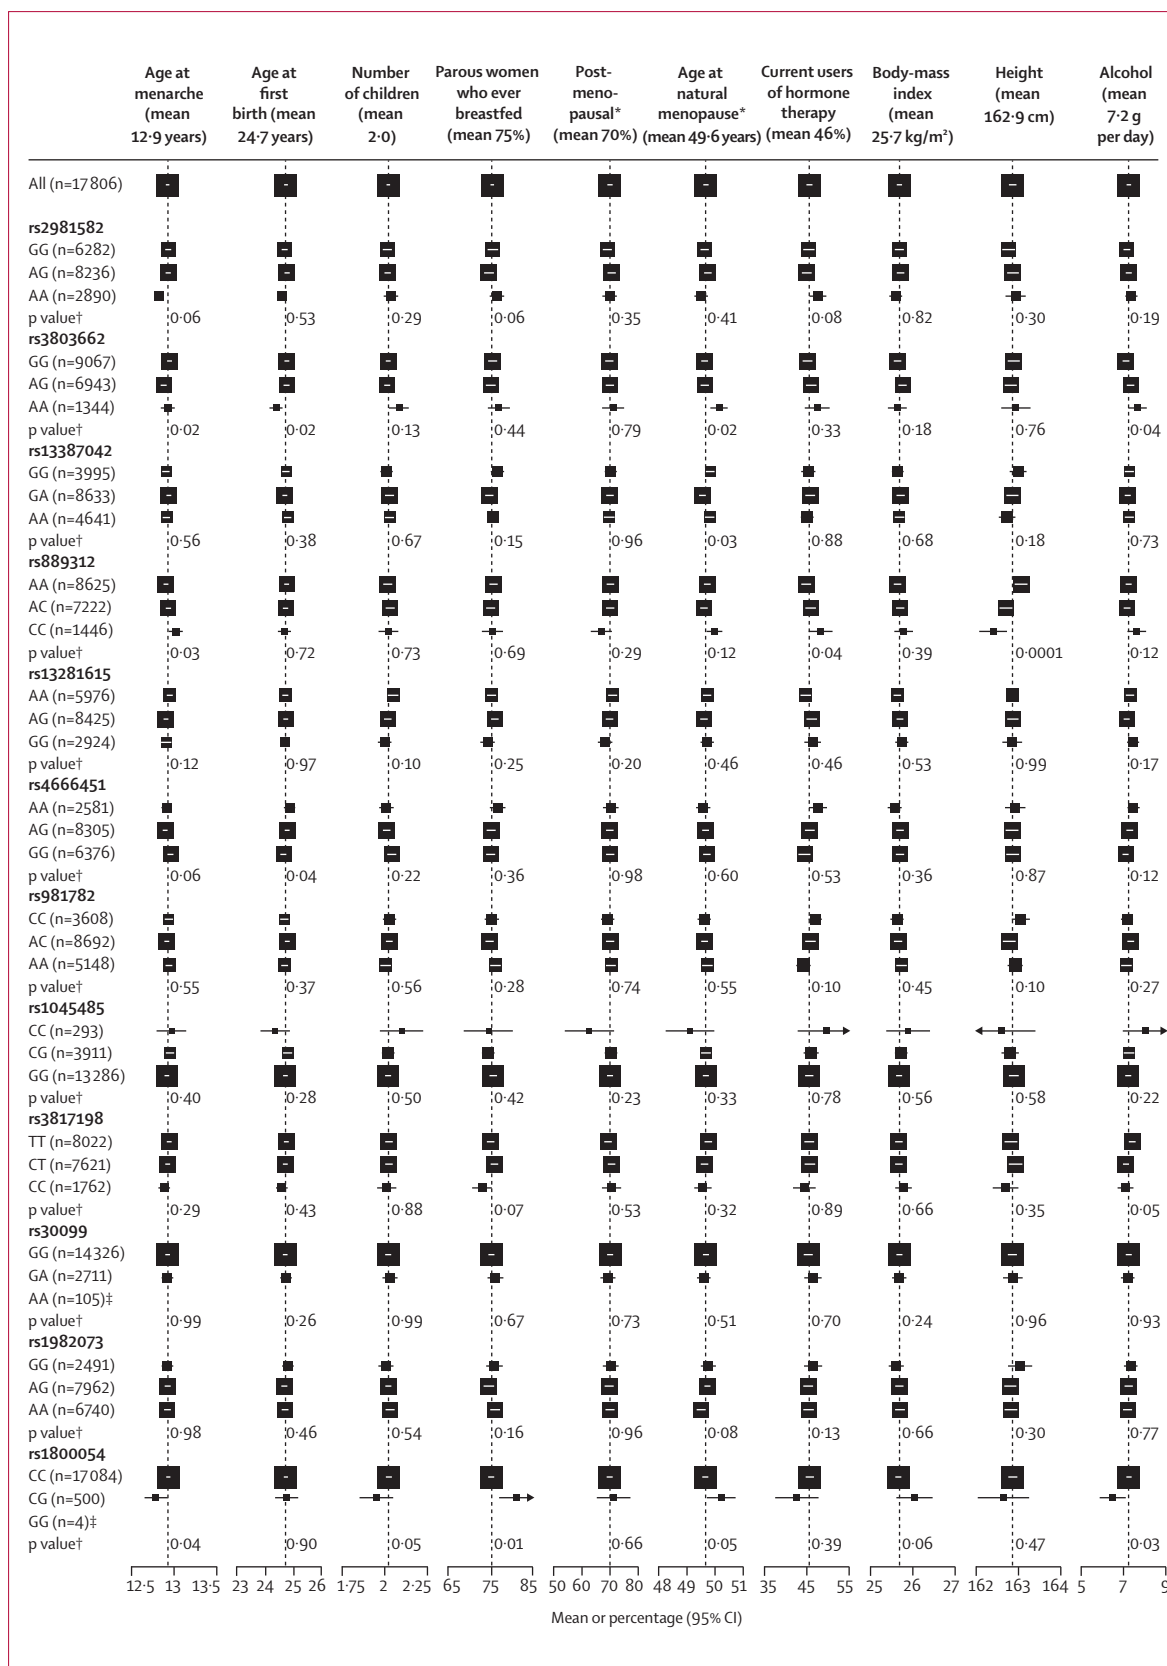 Age at menarche (mean 12·9 years)
Age at first birth (mean 24·7 years)
Number of children (mean 2·0)
Parous women who ever breastfed (mean 75%)
Post-meno-pausal* (mean 70%)
Age at natural menopause* (mean 49·6 years)
Current users of hormone therapy (mean 46%)
Body-mass index (mean 25·7 kg/m²)
Height (mean 162·9 cm)
Alcohol (mean 7·2 g per day)
All (n=17 806)
rs2981582
GG (n=6282)
AG (n=8236)
AA (n=2890)
p value† 0·06 0·53 0·29 0·06 0·35 0·41 0·08 0·82 0·30 0·19
rs3803662
GG (n=9067)
AG (n=6943)
AA (n=1344)
p value† 0·02 0·02 0·13 0·44 0·79 0·02 0·33 0·18 0·76 0·04
rs13387042
GG (n=3995)
GA (n=8633)
AA (n=4641)
p value† 0·56 0·38 0·67 0·15 0·96 0·03 0·88 0·68 0·18 0·73
rs889312
AA (n=8625)
AC (n=7222)
CC (n=1446)
p value† 0·03 0·72 0·73 0·69 0·29 0·12 0·04 0·39 0·0001 0·12
rs13281615
AA (n=5976)
AG (n=8425)
GG (n=2924)
p value† 0·12 0·97 0·10 0·25 0·20 0·46 0·46 0·53 0·99 0·17
rs4666451
AA (n=2581)
AG (n=8305)
GG (n=6376)
p value† 0·06 0·04 0·22 0·36 0·98 0·60 0·53 0·36 0·87 0·12
rs981782
CC (n=3608)
AC (n=8692)
AA (n=5148)
p value† 0·55 0·37 0·56 0·28 0·74 0·55 0·10 0·45 0·10 0·27
rs1045485
CC (n=293)
CG (n=3911)
GG (n=13 286)
p value† 0·40 0·28 0·50 0·42 0·23 0·33 0·78 0·56 0·58 0·22
rs3817198
TT (n=8022)
CT (n=7621)
CC (n=1762)
p value† 0·29 0·43 0·88 0·07 0·53 0·32 0·89 0·66 0·35 0·05
rs30099
GG (n=14 326)
GA (n=2711)
AA (n=105)‡
p value† 0·99 0·26 0·99 0·67 0·73 0·51 0·70 0·24 0·96 0·93
rs1982073
GG (n=2491)
AG (n=7962)
AA (n=6740)
p value† 0·98 0·46 0·54 0·16 0·96 0·08 0·13 0·66 0·30 0·77
rs1800054
CC (n=17 084)
CG (n=500)
GG (n=4)‡
p value† 0·04 0·90 0·05 0·01 0·66 0·05 0·39 0·06 0·47 0·03
12·5 13 13·5 23 24 25 26 1·75 2 2·25 65 75 85 50 60 70 80 48 49 50 51 35 45 55 25 26 27 162 163 164 5 7 9
Mean or percentage (95% CI)